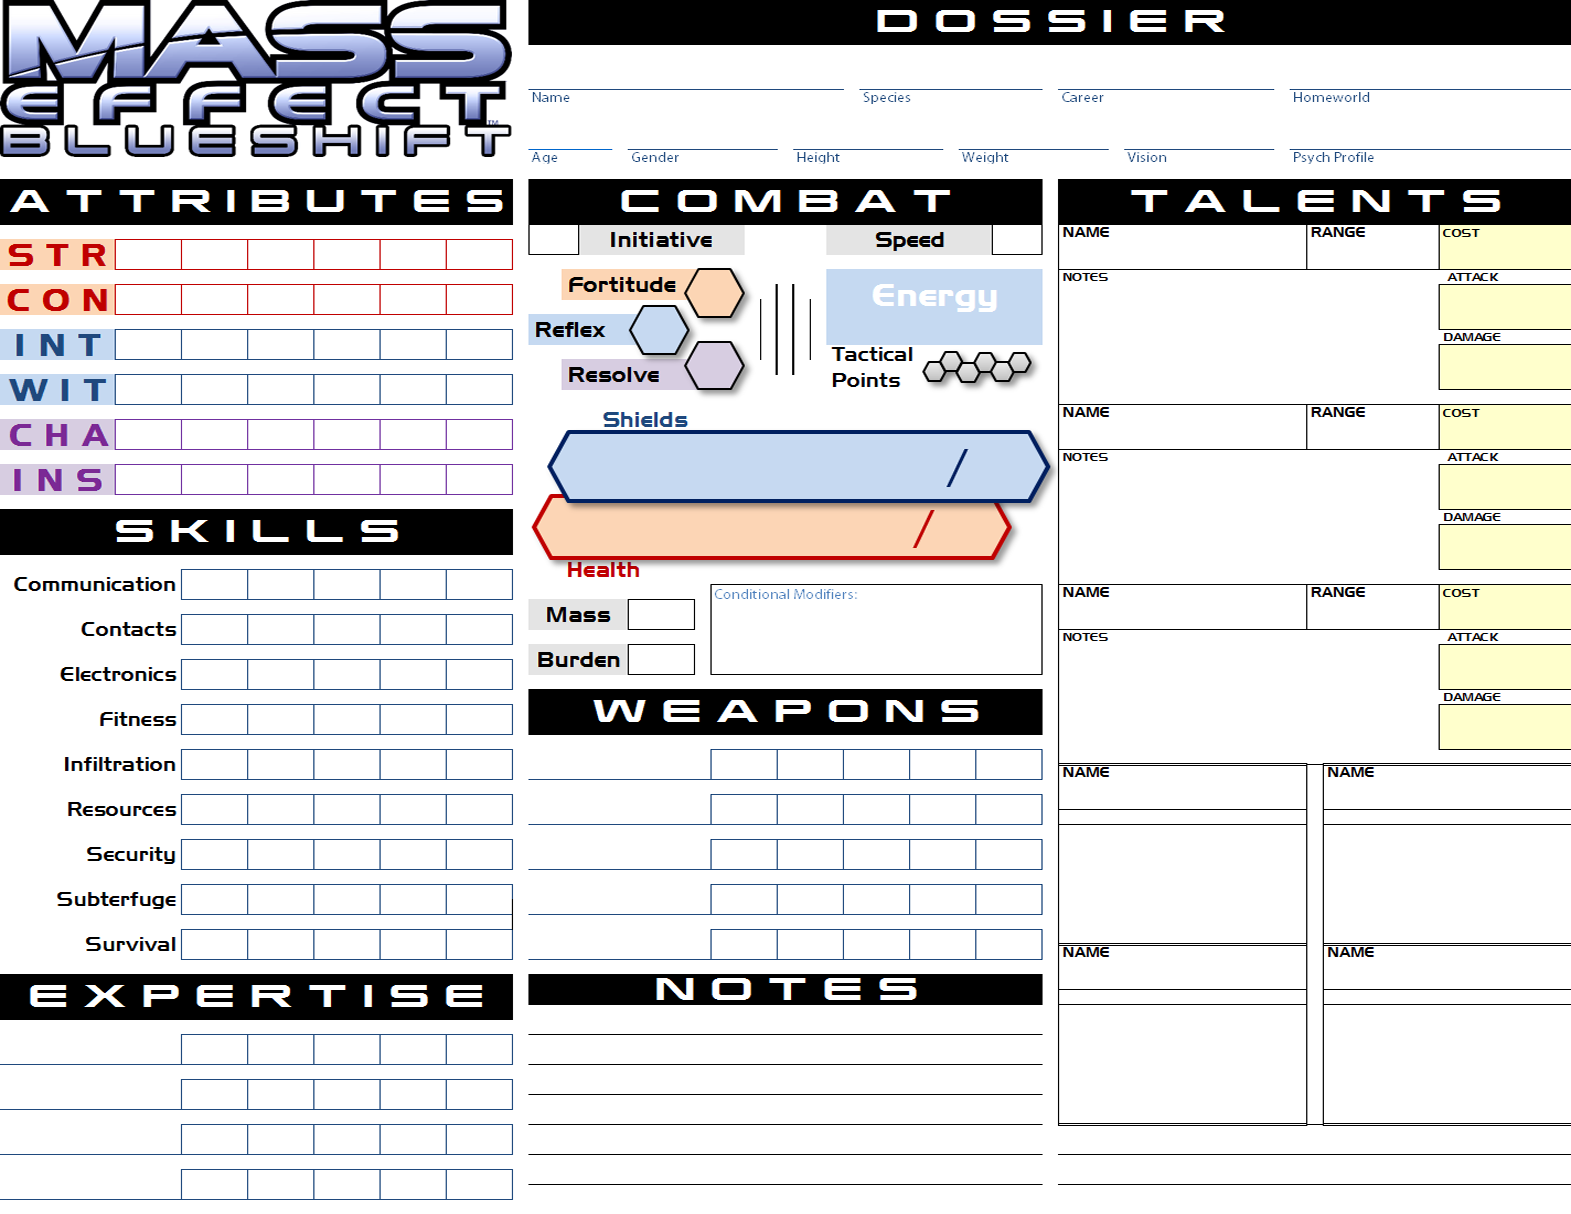 MASS
EFFECT
BLUESHIFT™
DOSSIER
Name Species Career Homeworld
Age Gender Height Weight Vision Psych Profile
ATTRIBUTES
STR
CON
INT
WIT
CHA
INS
SKILLS
Communication
Contacts
Electronics
Fitness
Infiltration
Resources
Security
Subterfuge
Survival
EXPERTISE
COMBAT
Initiative Speed
Fortitude
Reflex
Resolve
Energy
Tactical
Points
Shields
/
/
Health
Mass
Burden
Conditional Modifiers:
WEAPONS
NOTES
TALENTS
NAME RANGE COST
NOTES ATTACK
DAMAGE
NAME RANGE COST
NOTES ATTACK
DAMAGE
NAME RANGE COST
NOTES ATTACK
DAMAGE
NAME NAME
NAME NAME